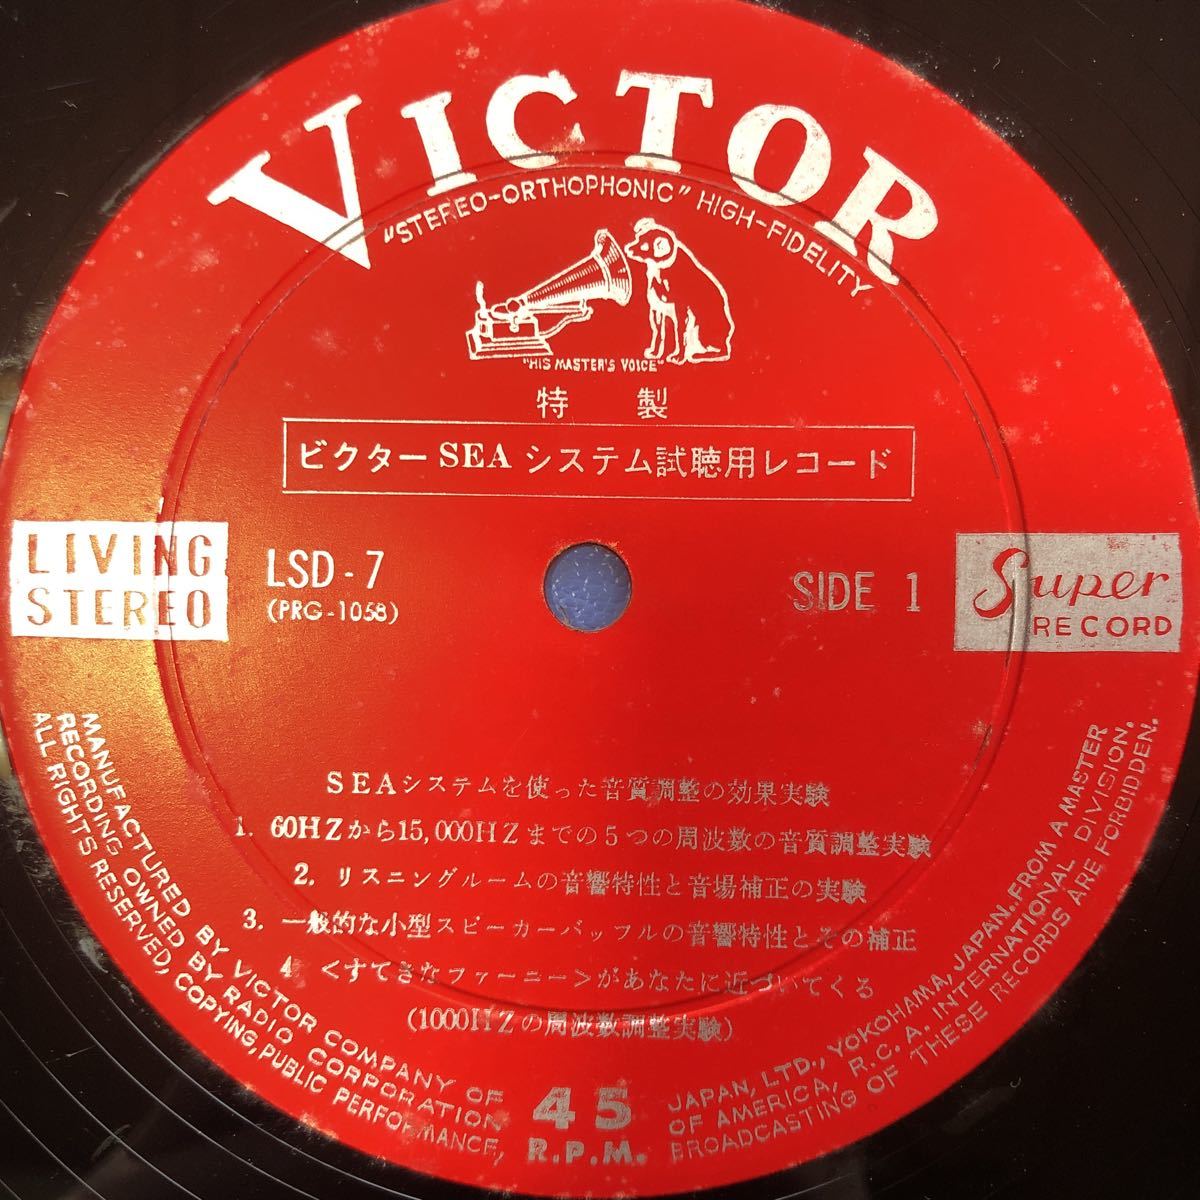 VICTOR
"STEREO-ORTHOPHONIC" HIGH-FIDELITY
"HIS MASTER'S VOICE"
特 製
ビクター SEA システム試聴用レコード
LIVING
STEREO
LSD-7
(PRG-1058)
SIDE 1
Super
RECORD
SEAシステムを使った音質調整の効果実験
1. 60HZから15,000HZまでの5つの周波数の音質調整実験
2. リスニングルームの音響特性と音場補正の実験
3. 一般的な小型スピーカーバッフルの音響特性とその補正
4 <すてきなファーニー>があなたに近づいてくる
(1000HZの周波数調整実験)
45
R.P.M.
MANUFACTURED BY VICTOR COMPANY OF JAPAN, LTD., YOKOHAMA, JAPAN. FROM A MASTER
RECORDING OWNED BY RADIO CORPORATION OF AMERICA, R.C.A. INTERNATIONAL DIVISION.
ALL RIGHTS RESERVED, COPYING, PUBLIC PERFORMANCE, BROADCASTING OF THESE RECORDS ARE FORBIDDEN.